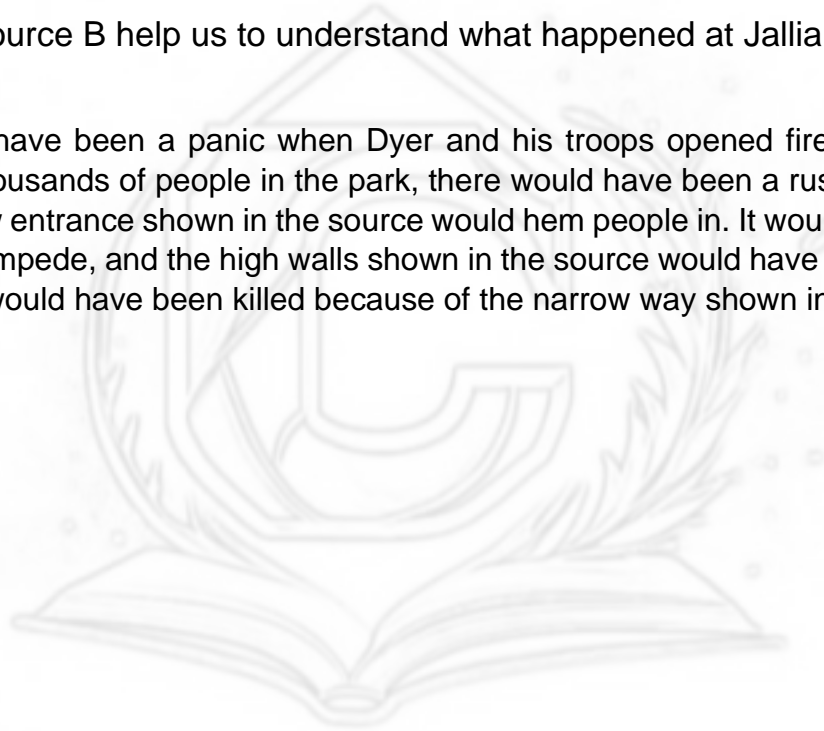 ource B help us to understand what happened at Jallia
have been a panic when Dyer and his troops opened fire
ousands of people in the park, there would have been a rus
entrance shown in the source would hem people in. It wou
mpede, and the high walls shown in the source would have
would have been killed because of the narrow way shown in